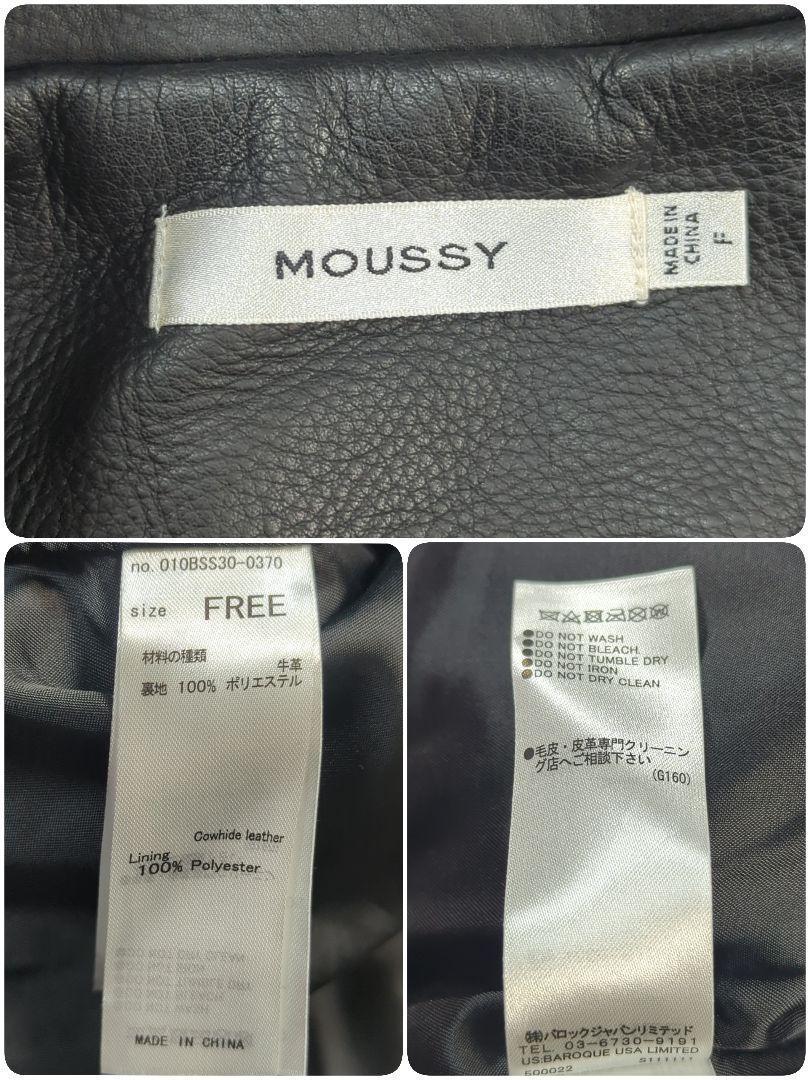 MOUSSY
MADE IN
CHINA
F
no. 010BSS30-0370
size FREE
材料の種類
牛革
裏地 100% ポリエステル
Cowhide leather
Lining
100% Polyester
MADE IN CHINA
●DO NOT WASH
●DO NOT BLEACH
●DO NOT TUMBLE DRY
●DO NOT IRON
●DO NOT DRY CLEAN
●毛皮・皮革専門クリーニン
グ店へご相談下さい
(G160)
㈱バロックジャパンリミテッド
TEL. 03-6730-9191
US:BAROQUE USA LIMITED
500022